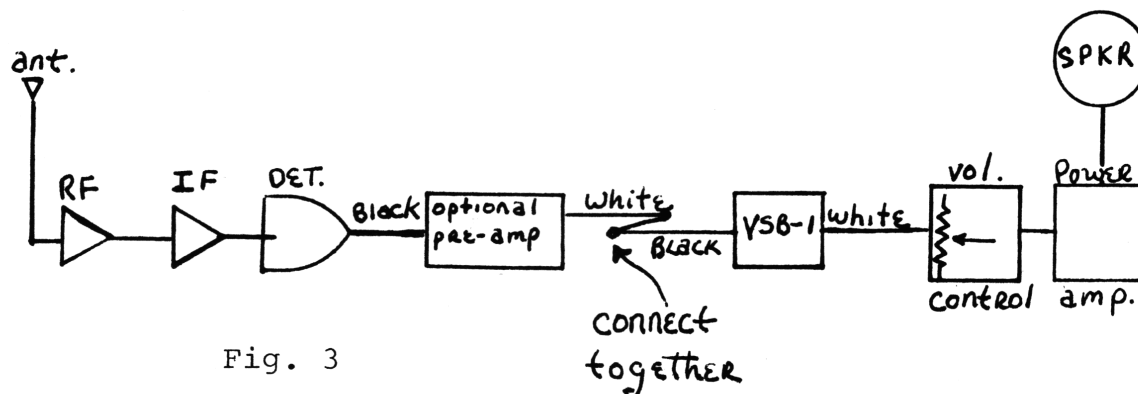 ant.
RF
IF
DET.
Black
optional
pre-amp
white
Black
connect
together
VSB-1
white
vol.
control
SPKR
Power
amp.
Fig. 3